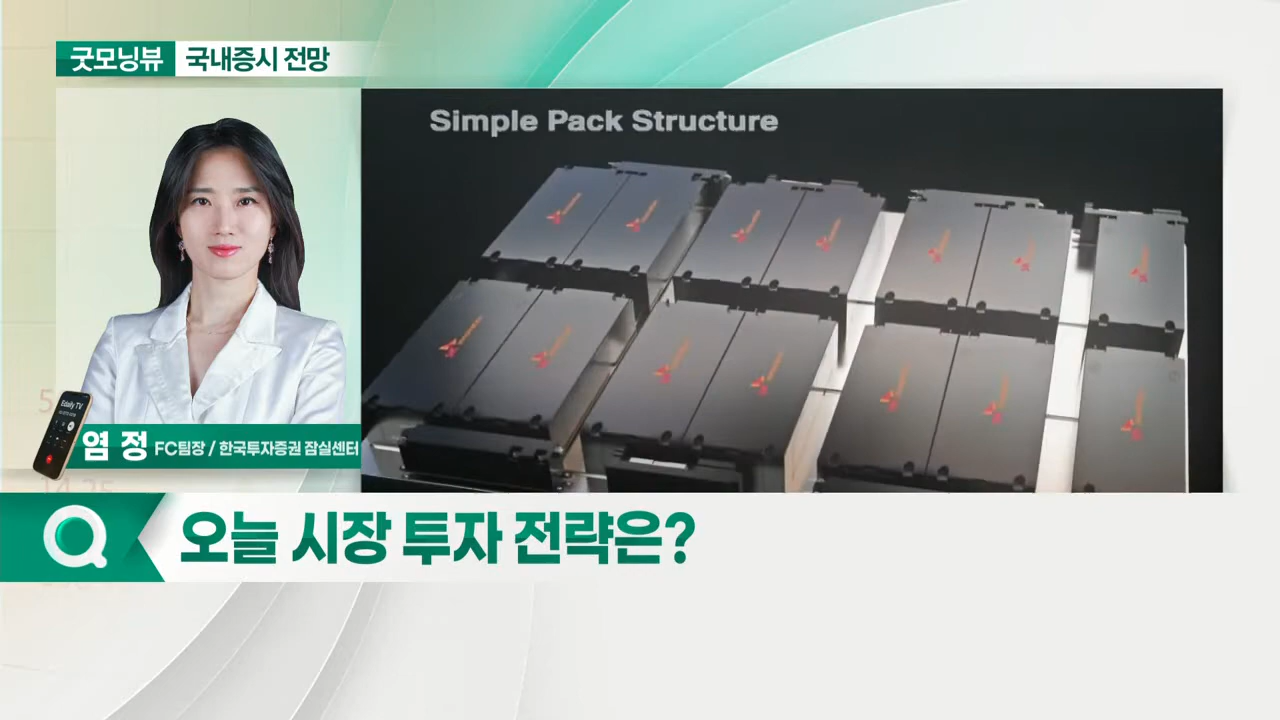 굿모닝뷰 국내증시 전망
Simple Pack Structure
Edaily TV
염 정 FC팀장 / 한국투자증권 잠실센터
오늘 시장 투자 전략은?